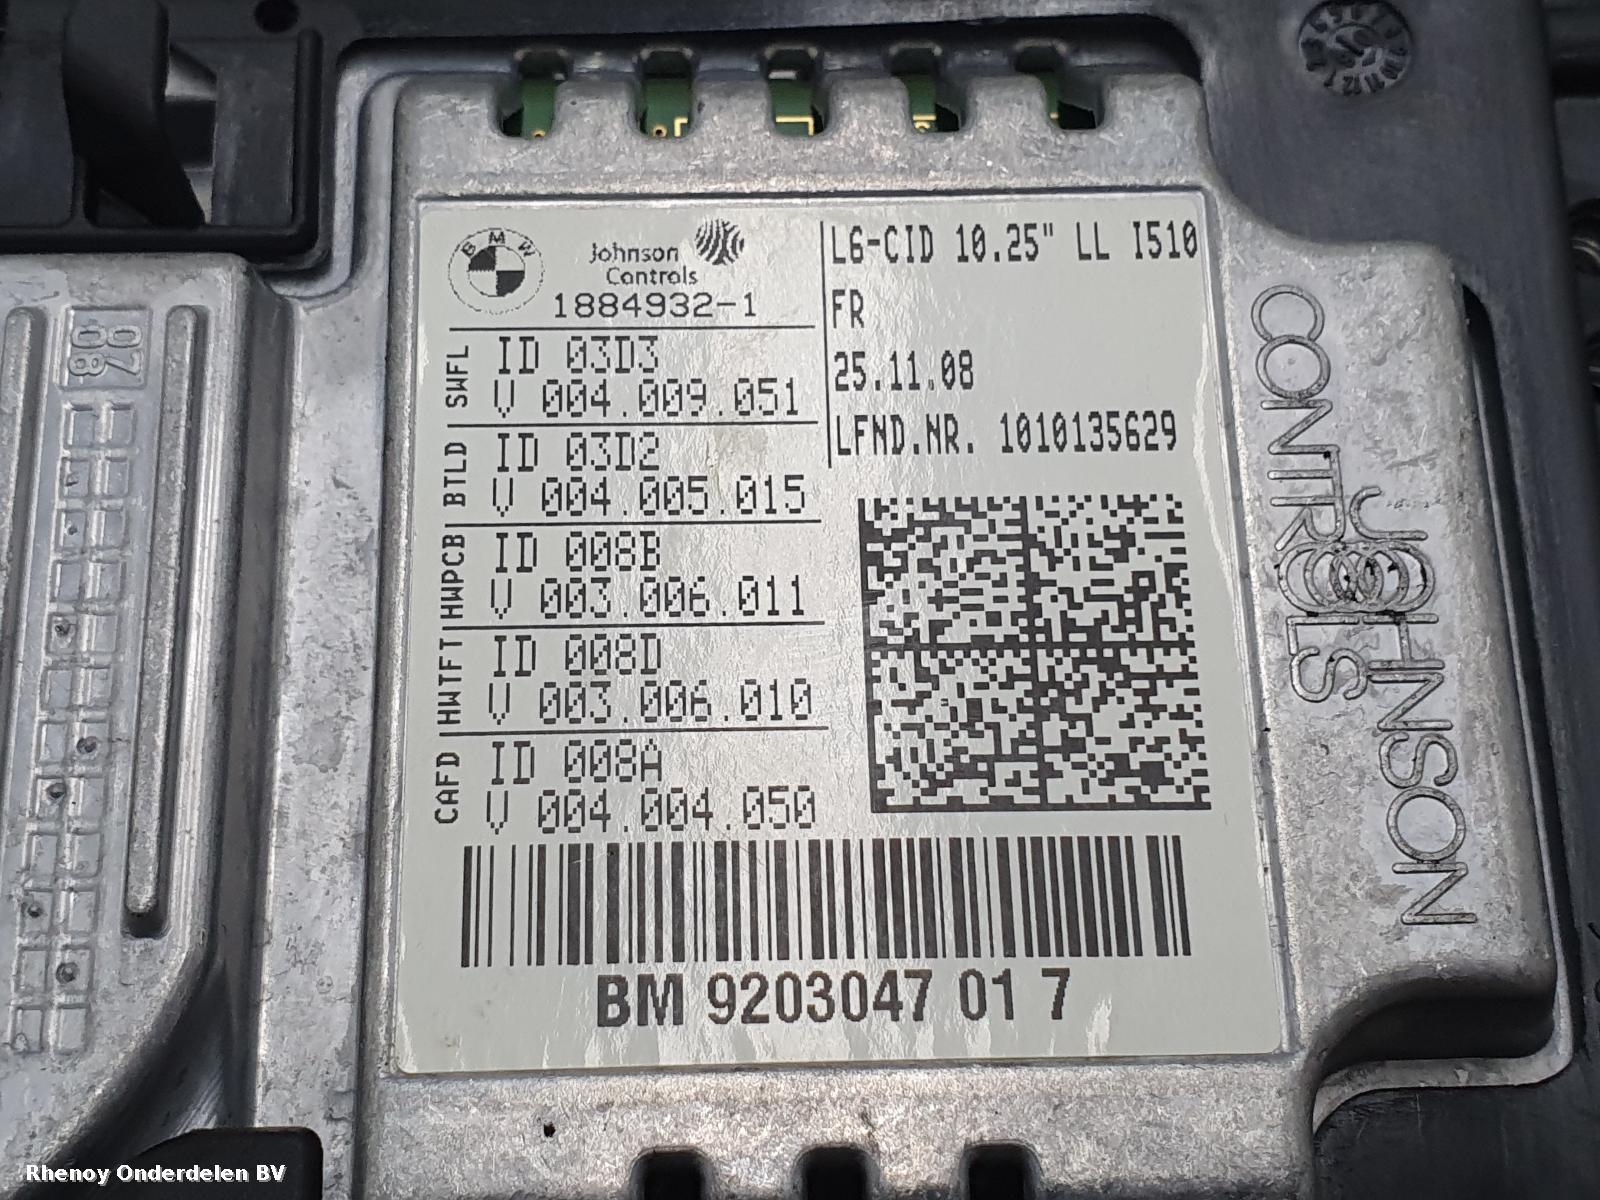 BMW
Johnson
Controls
1884932-1
L6-CID 10.25" LL I510
FR
25.11.08
LFND.NR. 1010135629
SWFL
ID 03D3
V 004.009.051
BTLD
ID 03D2
V 004.005.015
HWPCB
ID 008B
V 003.006.011
HWTFT
ID 008D
V 003.006.010
CAFD
ID 008A
V 004.004.050
BM 9203047 01 7
JOHNSON
CONTROLS
07
08
Rhenoy Onderdelen BV